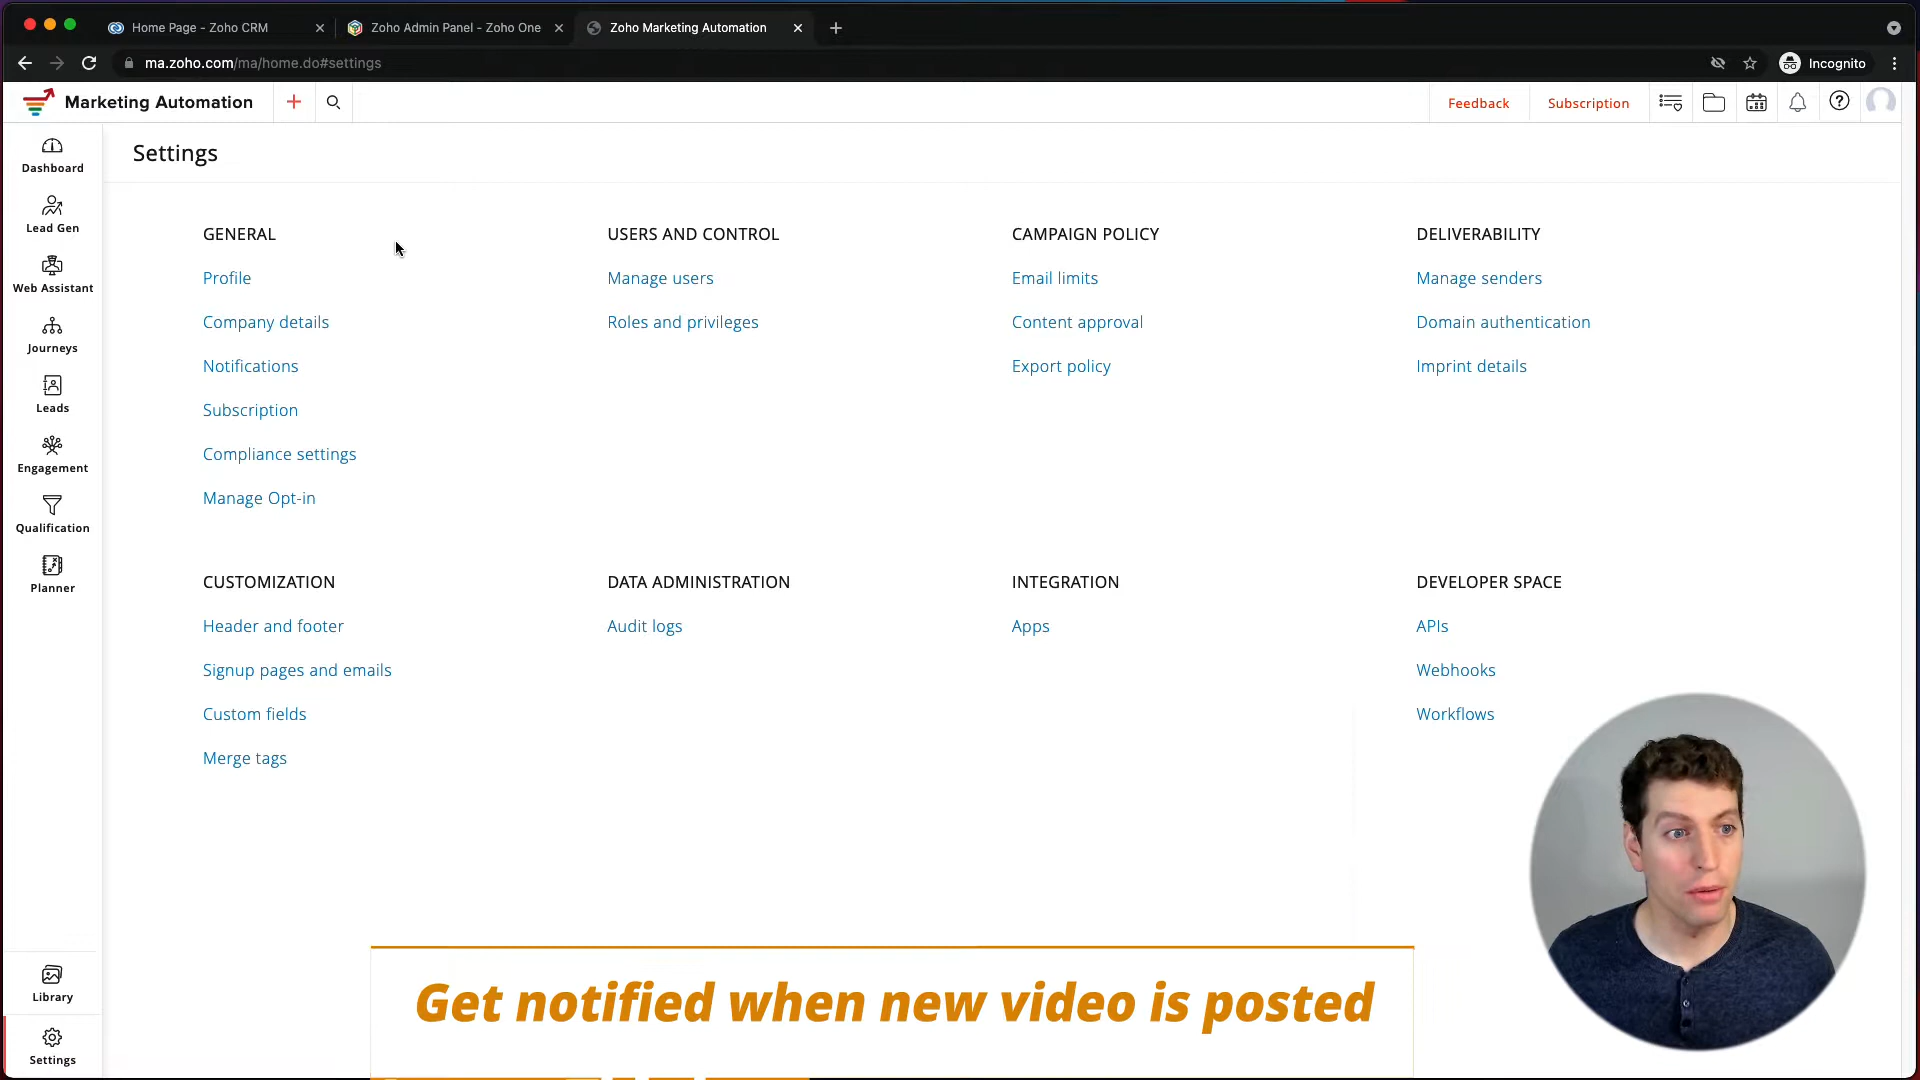 Home Page - Zoho CRM
Zoho Admin Panel - Zoho One
Zoho Marketing Automation
ma.zoho.com/ma/home.do#settings
Incognito
Marketing Automation
Feedback
Subscription
Dashboard
Lead Gen
Web Assistant
Journeys
Leads
Engagement
Qualification
Planner
Library
Settings
Settings
GENERAL
Profile
Company details
Notifications
Subscription
Compliance settings
Manage Opt-in
USERS AND CONTROL
Manage users
Roles and privileges
CAMPAIGN POLICY
Email limits
Content approval
Export policy
DELIVERABILITY
Manage senders
Domain authentication
Imprint details
CUSTOMIZATION
Header and footer
Signup pages and emails
Custom fields
Merge tags
DATA ADMINISTRATION
Audit logs
INTEGRATION
Apps
DEVELOPER SPACE
APIs
Webhooks
Workflows
Get notified when new video is posted